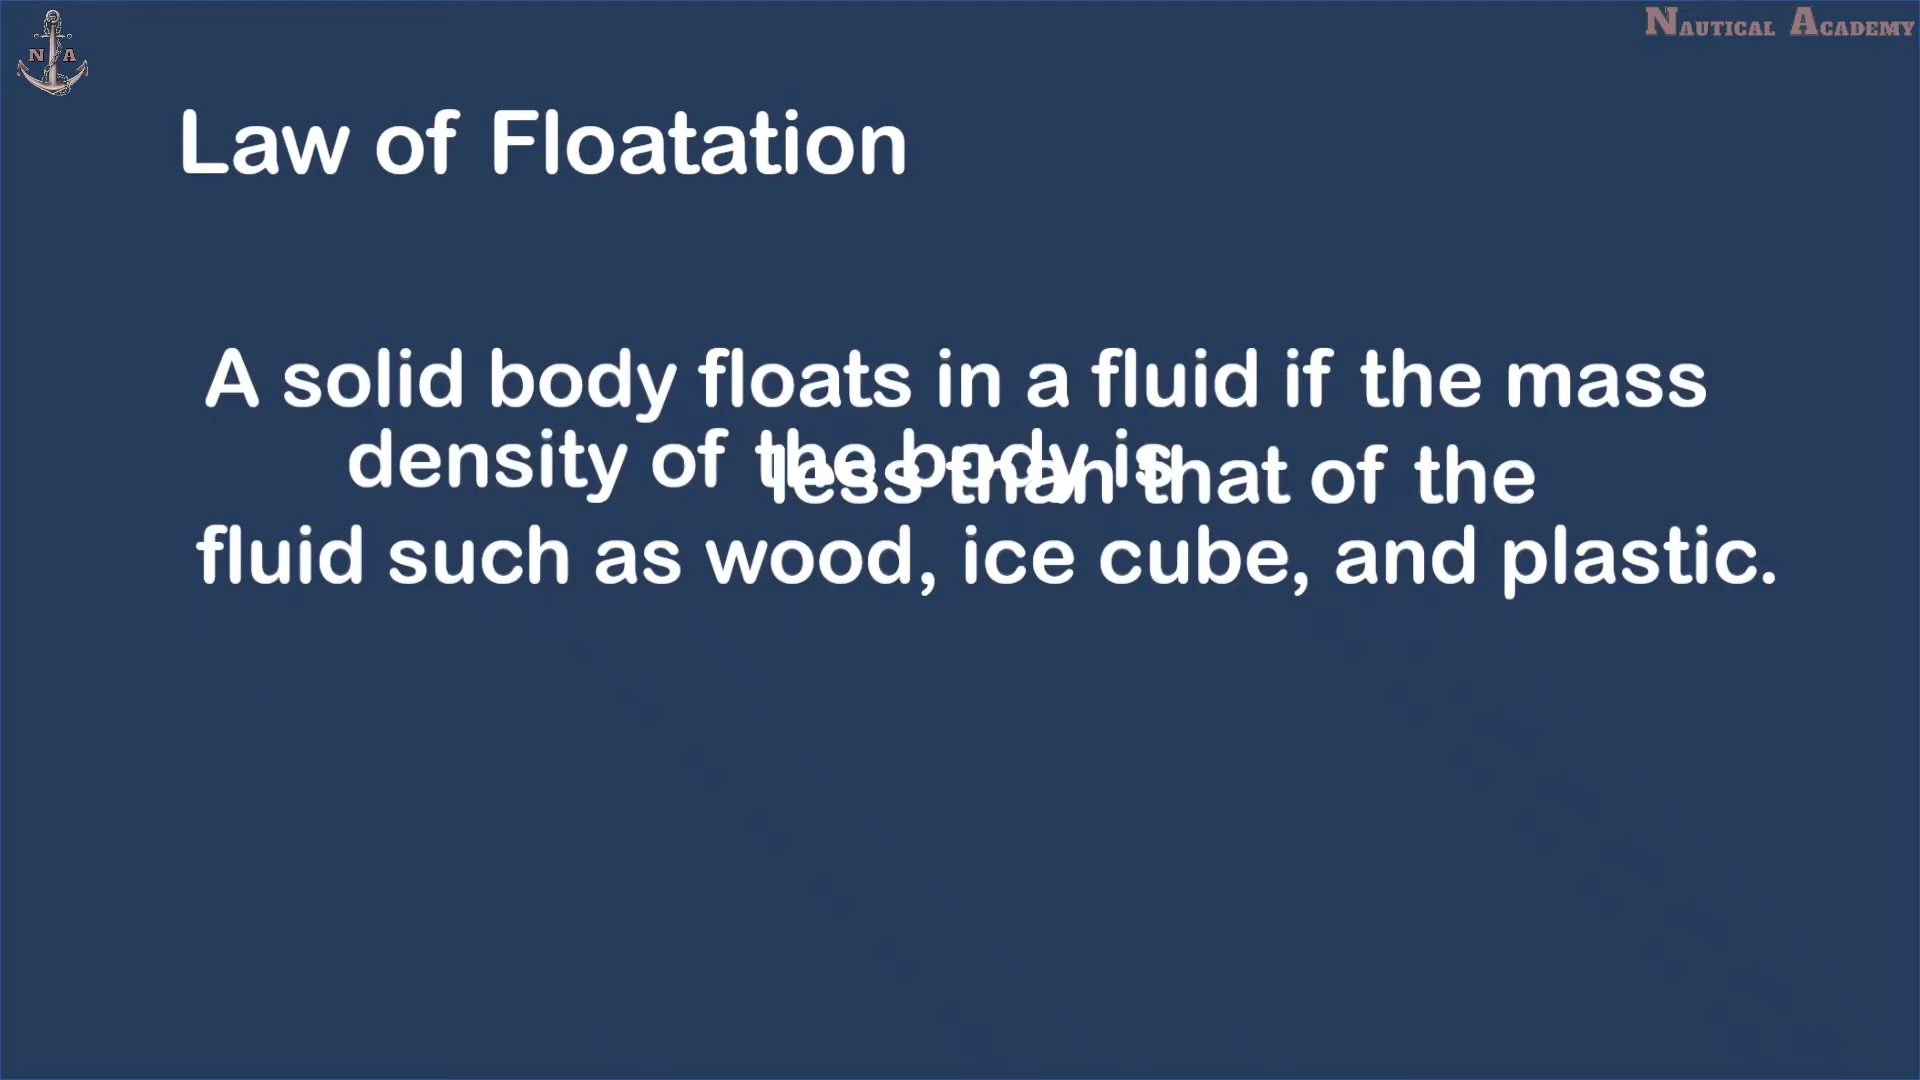 N A
NAUTICAL ACADEMY
Law of Floatation
A solid body floats in a fluid if the mass
density of the body is
less than that of the
fluid such as wood, ice cube, and plastic.